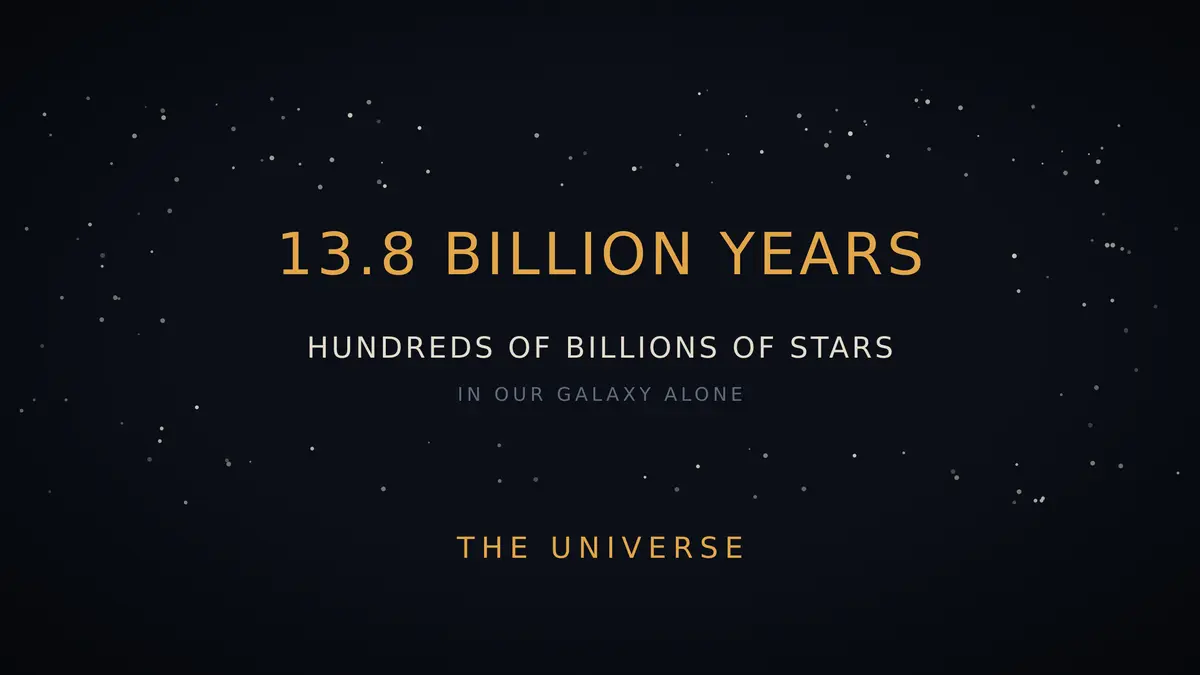 13.8 BILLION YEARS
HUNDREDS OF BILLIONS OF STARS
IN OUR GALAXY ALONE
THE UNIVERSE